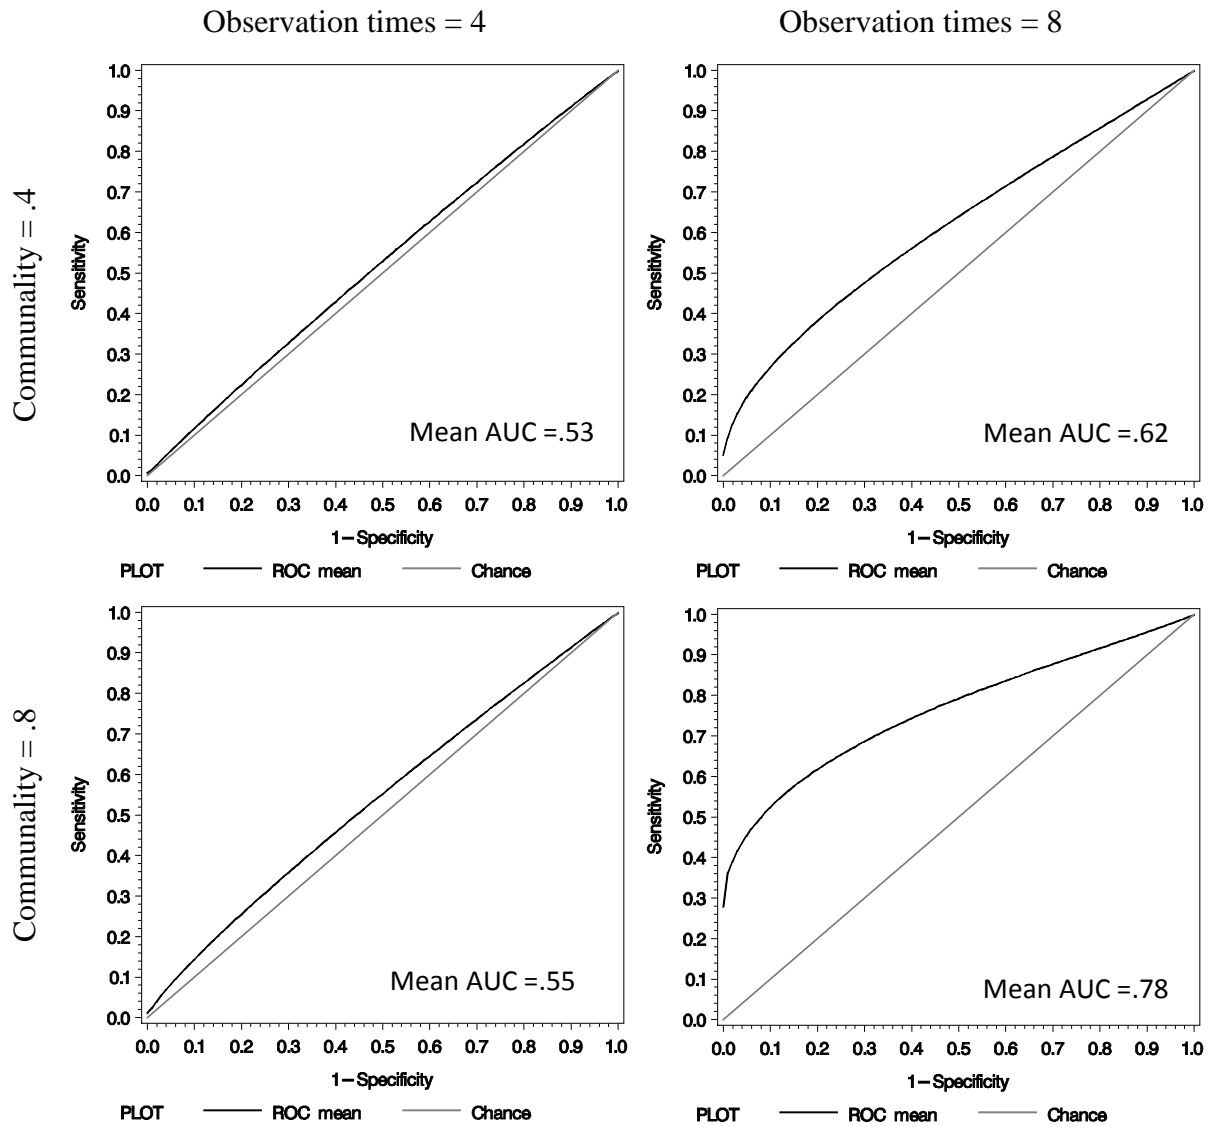 Observation times = 4
Observation times = 8
Communality = .4
1.0
0.9
0.8
0.7
0.6
0.5
0.4
0.3
0.2
0.1
0.0
Sensitivity
Mean AUC =.53
0.0 0.1 0.2 0.3 0.4 0.5 0.6 0.7 0.8 0.9 1.0
1−Specificity
PLOT ROC mean Chance
1.0
0.9
0.8
0.7
0.6
0.5
0.4
0.3
0.2
0.1
0.0
Sensitivity
Mean AUC =.62
0.0 0.1 0.2 0.3 0.4 0.5 0.6 0.7 0.8 0.9 1.0
1−Specificity
PLOT ROC mean Chance
Communality = .8
1.0
0.9
0.8
0.7
0.6
0.5
0.4
0.3
0.2
0.1
0.0
Sensitivity
Mean AUC =.55
0.0 0.1 0.2 0.3 0.4 0.5 0.6 0.7 0.8 0.9 1.0
1−Specificity
PLOT ROC mean Chance
1.0
0.9
0.8
0.7
0.6
0.5
0.4
0.3
0.2
0.1
0.0
Sensitivity
Mean AUC =.78
0.0 0.1 0.2 0.3 0.4 0.5 0.6 0.7 0.8 0.9 1.0
1−Specificity
PLOT ROC mean Chance